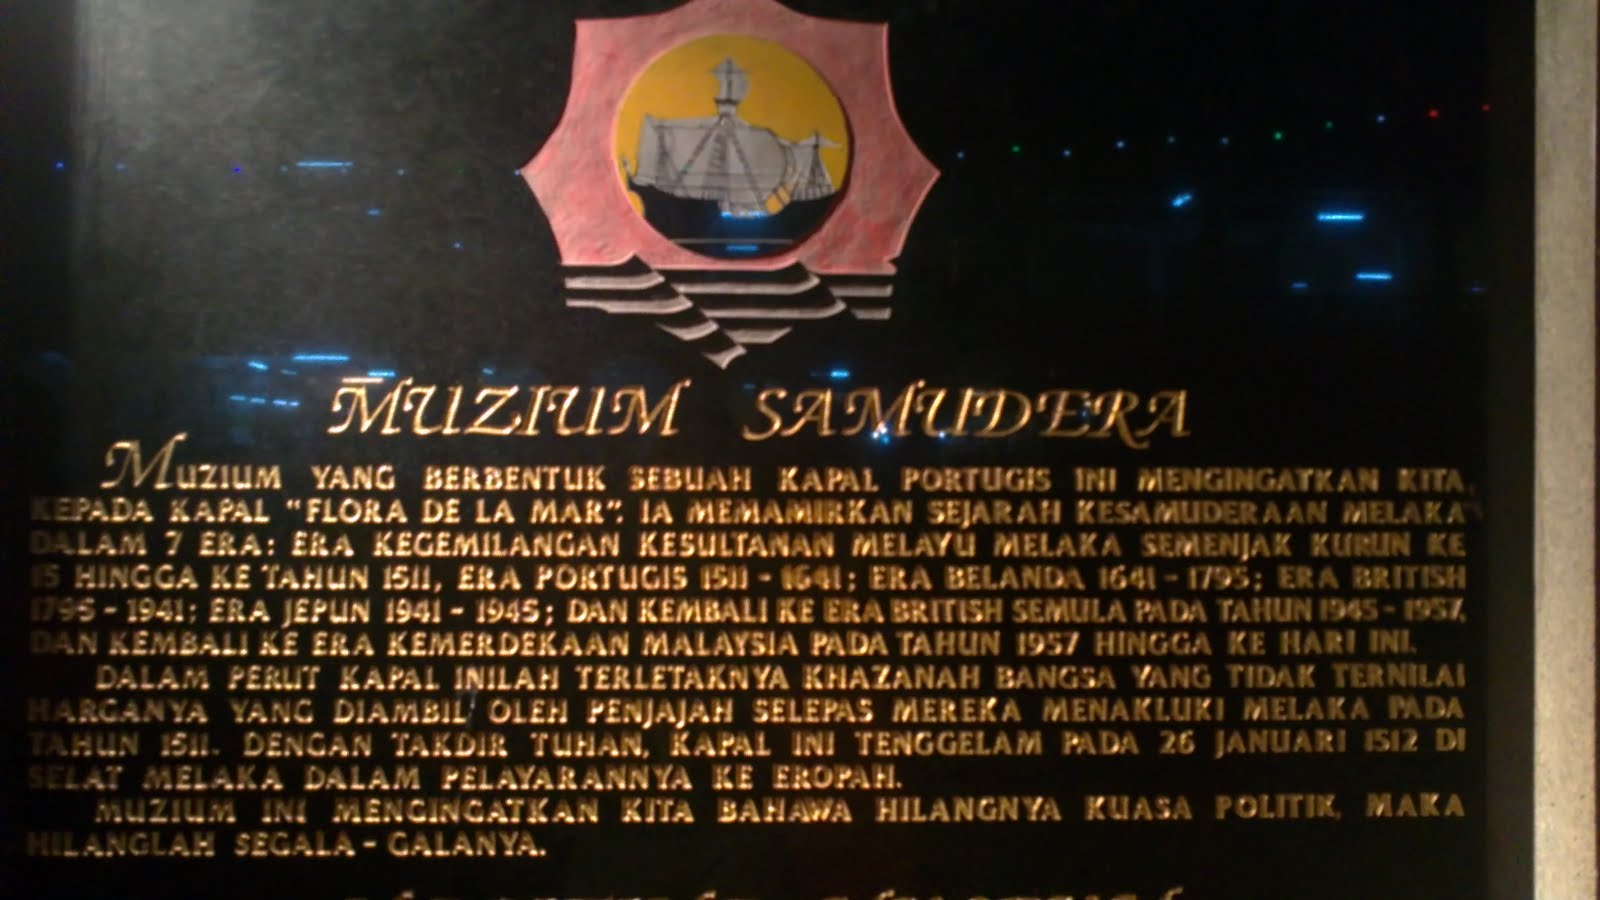 MUZIUM SAMUDERA
MUZIUM YANG BERBENTUK SEBUAH KAPAL PORTUGIS INI MENGINGATKAN KITA
KEPADA KAPAL "FLORA DE LA MAR". IA MEMAMIRKAN SEJARAH KESAMUDERAAN MELAKA
DALAM 7 ERA: ERA KEGEMILANGAN KESULTANAN MELAYU MELAKA SEMENJAK KURUN KE
15 HINGGA KE TAHUN 1511, ERA PORTUGIS 1511 - 1641; ERA BELANDA 1641 - 1795; ERA BRITISH
1795 - 1941; ERA JEPUN 1941 - 1945; DAN KEMBALI KE ERA BRITISH SEMULA PADA TAHUN 1945 - 1957,
DAN KEMBALI KE ERA KEMERDEKAAN MALAYSIA PADA TAHUN 1957 HINGGA KE HARI INI.
DALAM PERUT KAPAL INILAH TERLETAKNYA KHAZANAH BANGSA YANG TIDAK TERNILAI
HARGANYA YANG DIAMBIL OLEH PENJAJAH SELEPAS MEREKA MENAKLUKI MELAKA PADA
TAHUN 1511. DENGAN TAKDIR TUHAN, KAPAL INI TENGGELAM PADA 26 JANUARI 1512 DI
SELAT MELAKA DALAM PELAYARANNYA KE EROPAH.
MUZIUM INI MENGINGATKAN KITA BAHAWA HILANGNYA KUASA POLITIK, MAKA
HILANGLAH SEGALA - GALANYA.